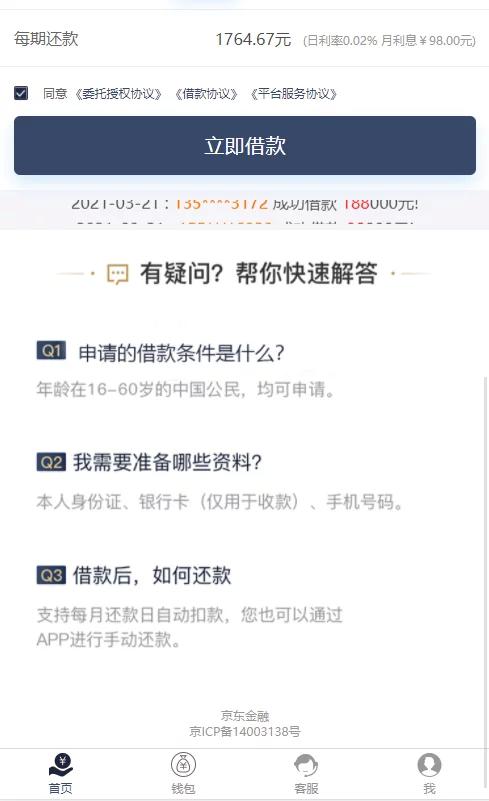 每期还款 1764.67元 (日利率0.02% 月利息￥98.00元)
同意《委托授权协议》《借款协议》《平台服务协议》
立即借款
2021-03-21：135****3172 成功借款 188000元!
有疑问？帮你快速解答
Q1 申请的借款条件是什么？
年龄在16-60岁的中国公民，均可申请。
Q2 我需要准备哪些资料？
本人身份证、银行卡（仅用于收款）、手机号码。
Q3 借款后，如何还款
支持每月还款日自动扣款，您也可以通过
APP进行手动还款。
京东金融
京ICP备14003138号
首页 钱包 客服 我